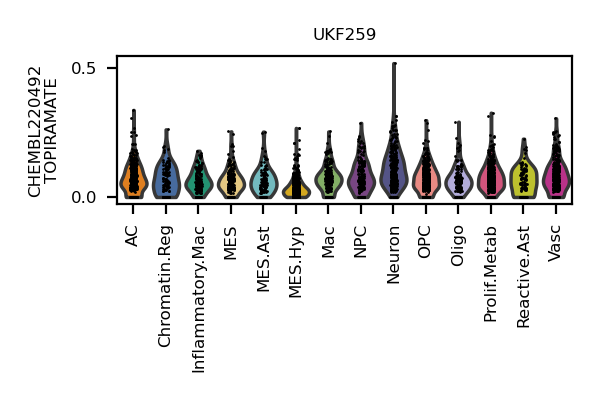 UKF259
CHEMBL220492
TOPIRAMATE
0.5
0.0
AC
Chromatin.Reg
Inflammatory.Mac
MES
MES.Ast
MES.Hyp
Mac
NPC
Neuron
OPC
Oligo
Prolif.Metab
Reactive.Ast
Vasc